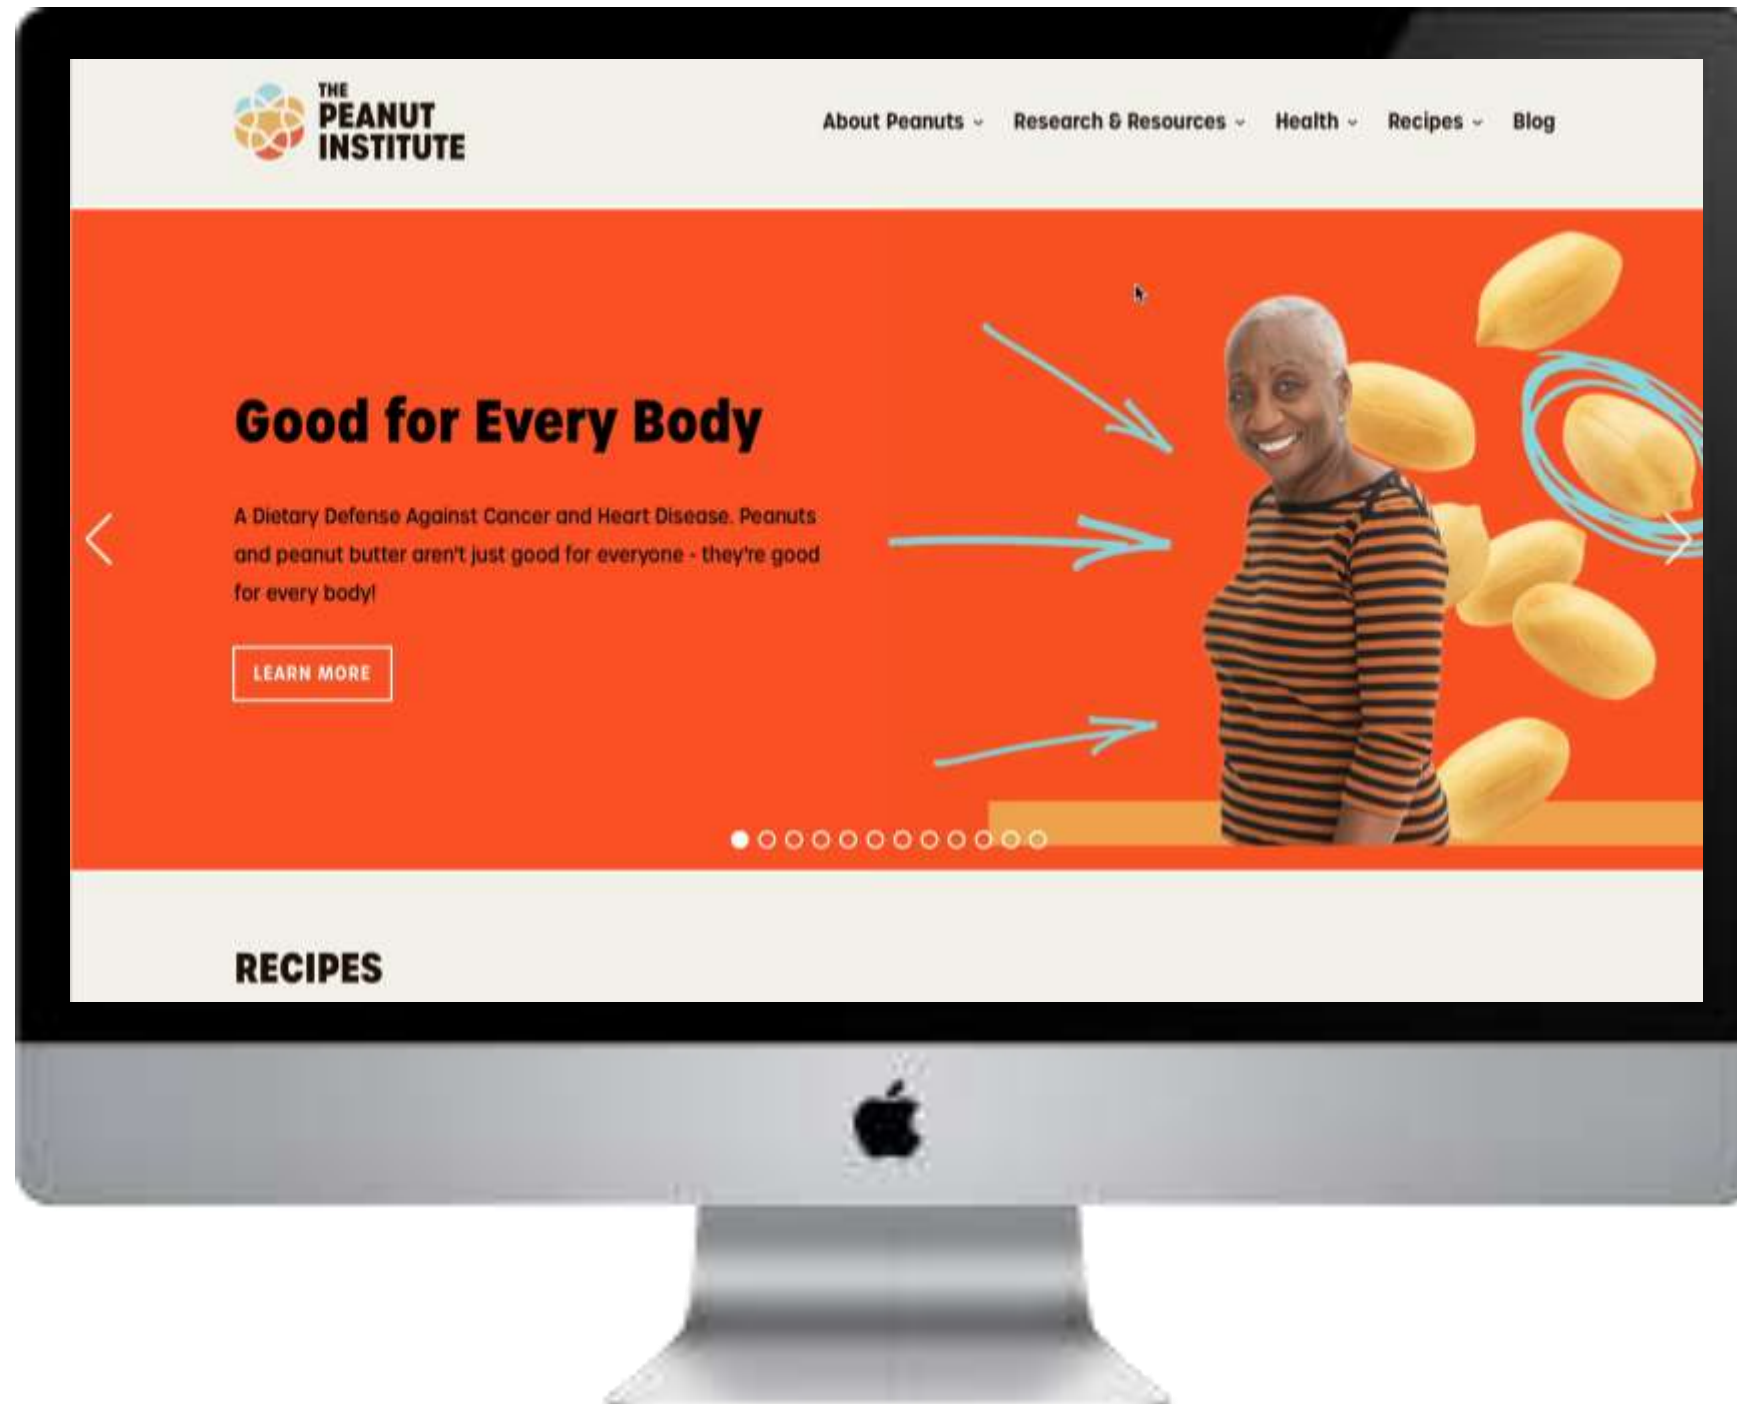 THE
PEANUT
INSTITUTE
About Peanuts
Research & Resources
Health
Recipes
Blog
Good for Every Body
A Dietary Defense Against Cancer and Heart Disease. Peanuts
and peanut butter aren't just good for everyone - they're good
for every body!
LEARN MORE
RECIPES